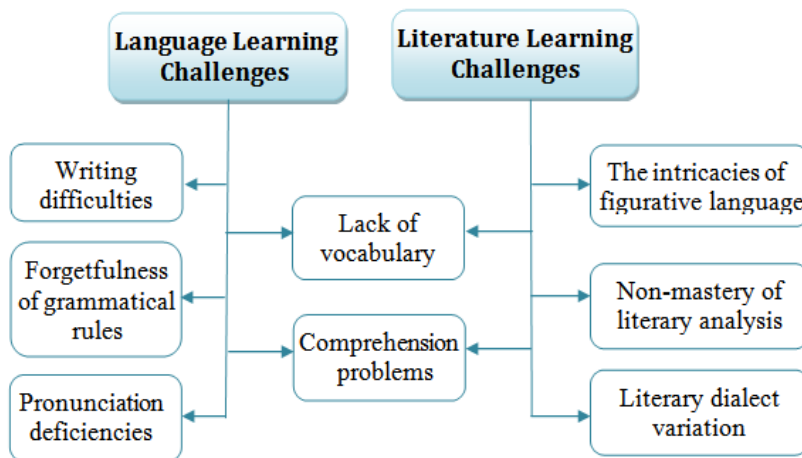 Language Learning
Challenges
Literature Learning
Challenges
Writing
difficulties
The intricacies of
figurative language
Lack of
vocabulary
Forgetfulness
of grammatical
rules
Non-mastery of
literary analysis
Comprehension
problems
Pronunciation
deficiencies
Literary dialect
variation